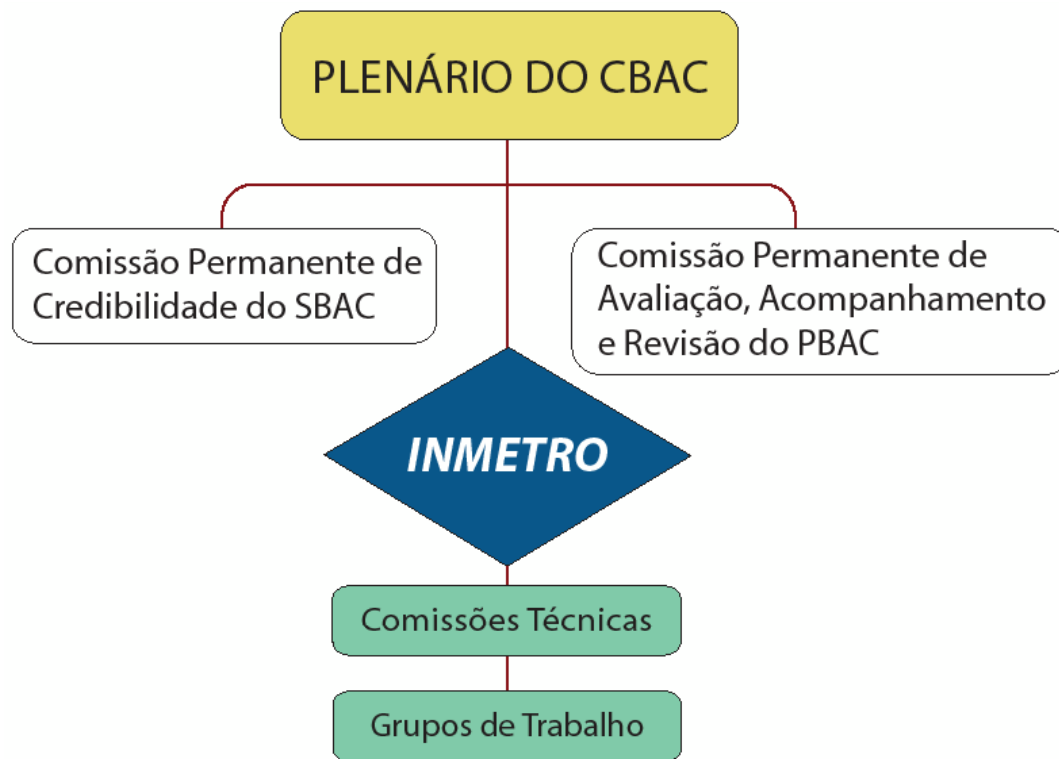 PLENÁRIO DO CBAC
Comissão Permanente de
Credibilidade do SBAC
Comissão Permanente de
Avaliação, Acompanhamento
e Revisão do PBAC
INMETRO
Comissões Técnicas
Grupos de Trabalho